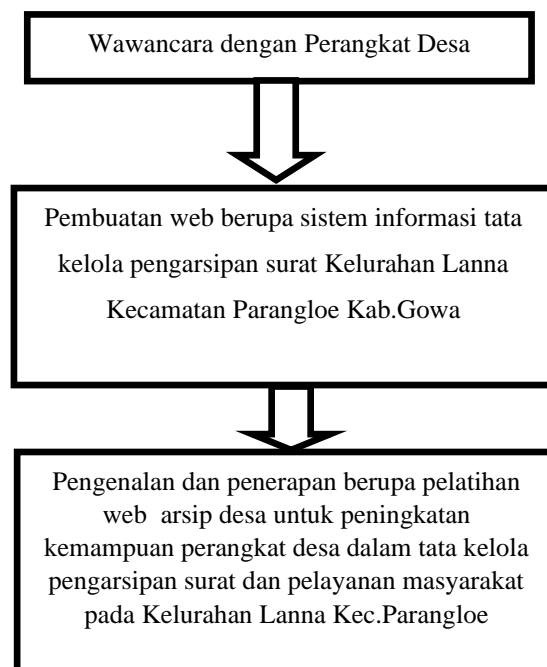 Wawancara dengan Perangkat Desa
Pembuatan web berupa sistem informasi tata
kelola pengarsipan surat Kelurahan Lanna
Kecamatan Parangloe Kab.Gowa
Pengenalan dan penerapan berupa pelatihan
web arsip desa untuk peningkatan
kemampuan perangkat desa dalam tata kelola
pengarsipan surat dan pelayanan masyarakat
pada Kelurahan Lanna Kec.Parangloe